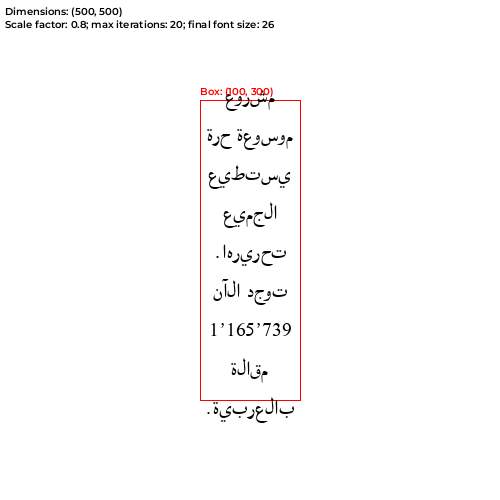 Dimensions: (500, 500)
Scale factor: 0.8; max iterations: 20; final font size: 26
Box: (100, 300)
مشروع
موسوعة حرة
يستطيع
الجميع
تحريرها.
توجد الآن
1’165’739
مقالة
بالعربية.